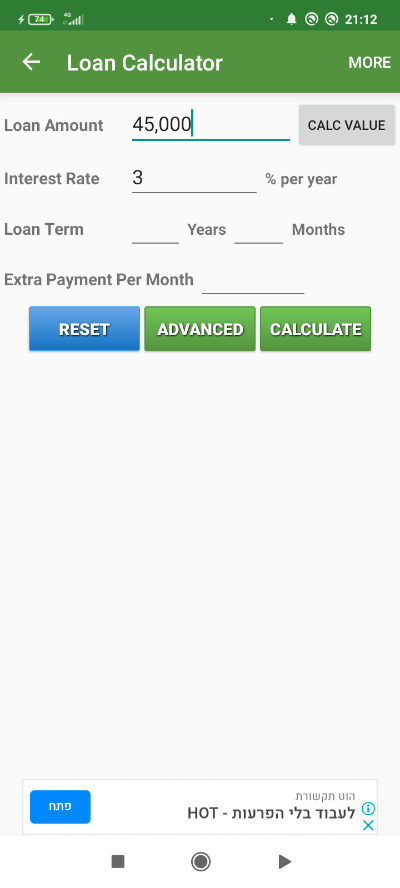 74 4G 21:12
Loan Calculator MORE
Loan Amount 45,000 CALC VALUE
Interest Rate 3 % per year
Loan Term Years Months
Extra Payment Per Month
RESET ADVANCED CALCULATE
הוט תקשורת
לעבוד בלי הפרעות - HOT
פתח